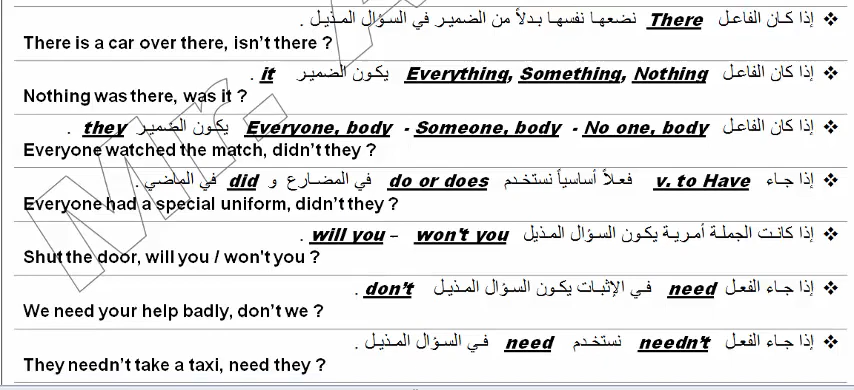 ❖ إذا كان الفاعل There نضعها نفسها بدلاً من الضمير في السؤال المذيل .
There is a car over there, isn't there ?
❖ إذا كان الفاعل Everything, Something, Nothing يكون الضمير it .
Nothing was there, was it ?
❖ إذا كان الفاعل Everyone, body - Someone, body - No one, body يكون الضمير they .
Everyone watched the match, didn't they ?
❖ إذا جاء v. to Have فعلاً أساسياً نستخدم do or does في المضارع و did في الماضي .
Everyone had a special uniform, didn't they ?
❖ إذا كانت الجملة أمرية يكون السؤال المذيل will you – won't you .
Shut the door, will you / won't you ?
❖ إذا جاء الفعل need في الإثبات يكون السؤال المذيل don't .
We need your help badly, don't we ?
❖ إذا جاء الفعل needn't نستخدم need في السؤال المذيل .
They needn't take a taxi, need they ?
Mr. A